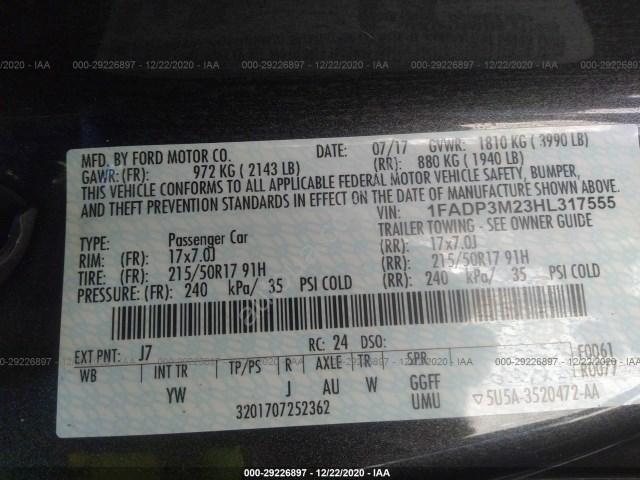 000-29226897 - 12/22/2020 - IAA
MFD. BY FORD MOTOR CO.
DATE: 07/17
GVWR: 1810 KG ( 3990 LB)
GAWR: (FR): 972 KG ( 2143 LB)
(RR): 880 KG ( 1940 LB)
THIS VEHICLE CONFORMS TO ALL APPLICABLE FEDERAL MOTOR VEHICLE SAFETY, BUMPER,
AND THEFT PREVENTION STANDARDS IN EFFECT ON THE DATE OF MANUFACTURE SHOWN ABOVE.
VIN: 1FADP3M23HL317555
TRAILER TOWING - SEE OWNER GUIDE
TYPE: Passenger Car
RIM: (FR): 17x7.0J
(RR): 17x7.0J
TIRE: (FR): 215/50R17 91H
(RR): 215/50R17 91H
PRESSURE: (FR): 240 kPa/ 35 PSI COLD
(RR): 240 kPa/ 35 PSI COLD
EXT PNT: J7
RC: 24 DSO:
WB
INT TR
TP/PS
R
AXLE
TR
SPR
YW
J
AU
W
GGFF
UMU
3201707252362
5U5A-3520472-AA
000-29226897 - 12/22/2020 - IAA